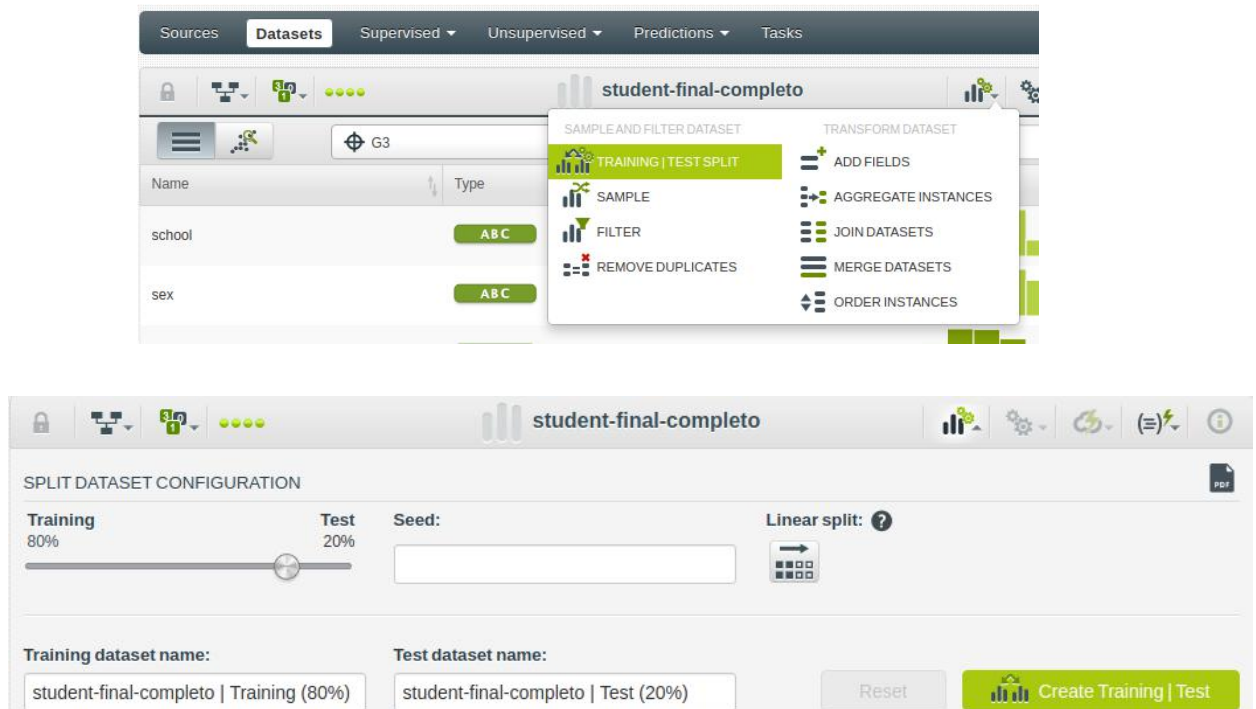 Sources Datasets Supervised Unsupervised Predictions Tasks
student-final-completo
G3
SAMPLE AND FILTER DATASET TRANSFORM DATASET
TRAINING | TEST SPLIT ADD FIELDS
SAMPLE AGGREGATE INSTANCES
FILTER JOIN DATASETS
REMOVE DUPLICATES MERGE DATASETS
ORDER INSTANCES
Name Type
school ABC
sex ABC
student-final-completo
SPLIT DATASET CONFIGURATION
PDF
Training Test Seed: Linear split: ?
80% 20%
Training dataset name: Test dataset name:
student-final-completo | Training (80%) student-final-completo | Test (20%) Reset Create Training | Test